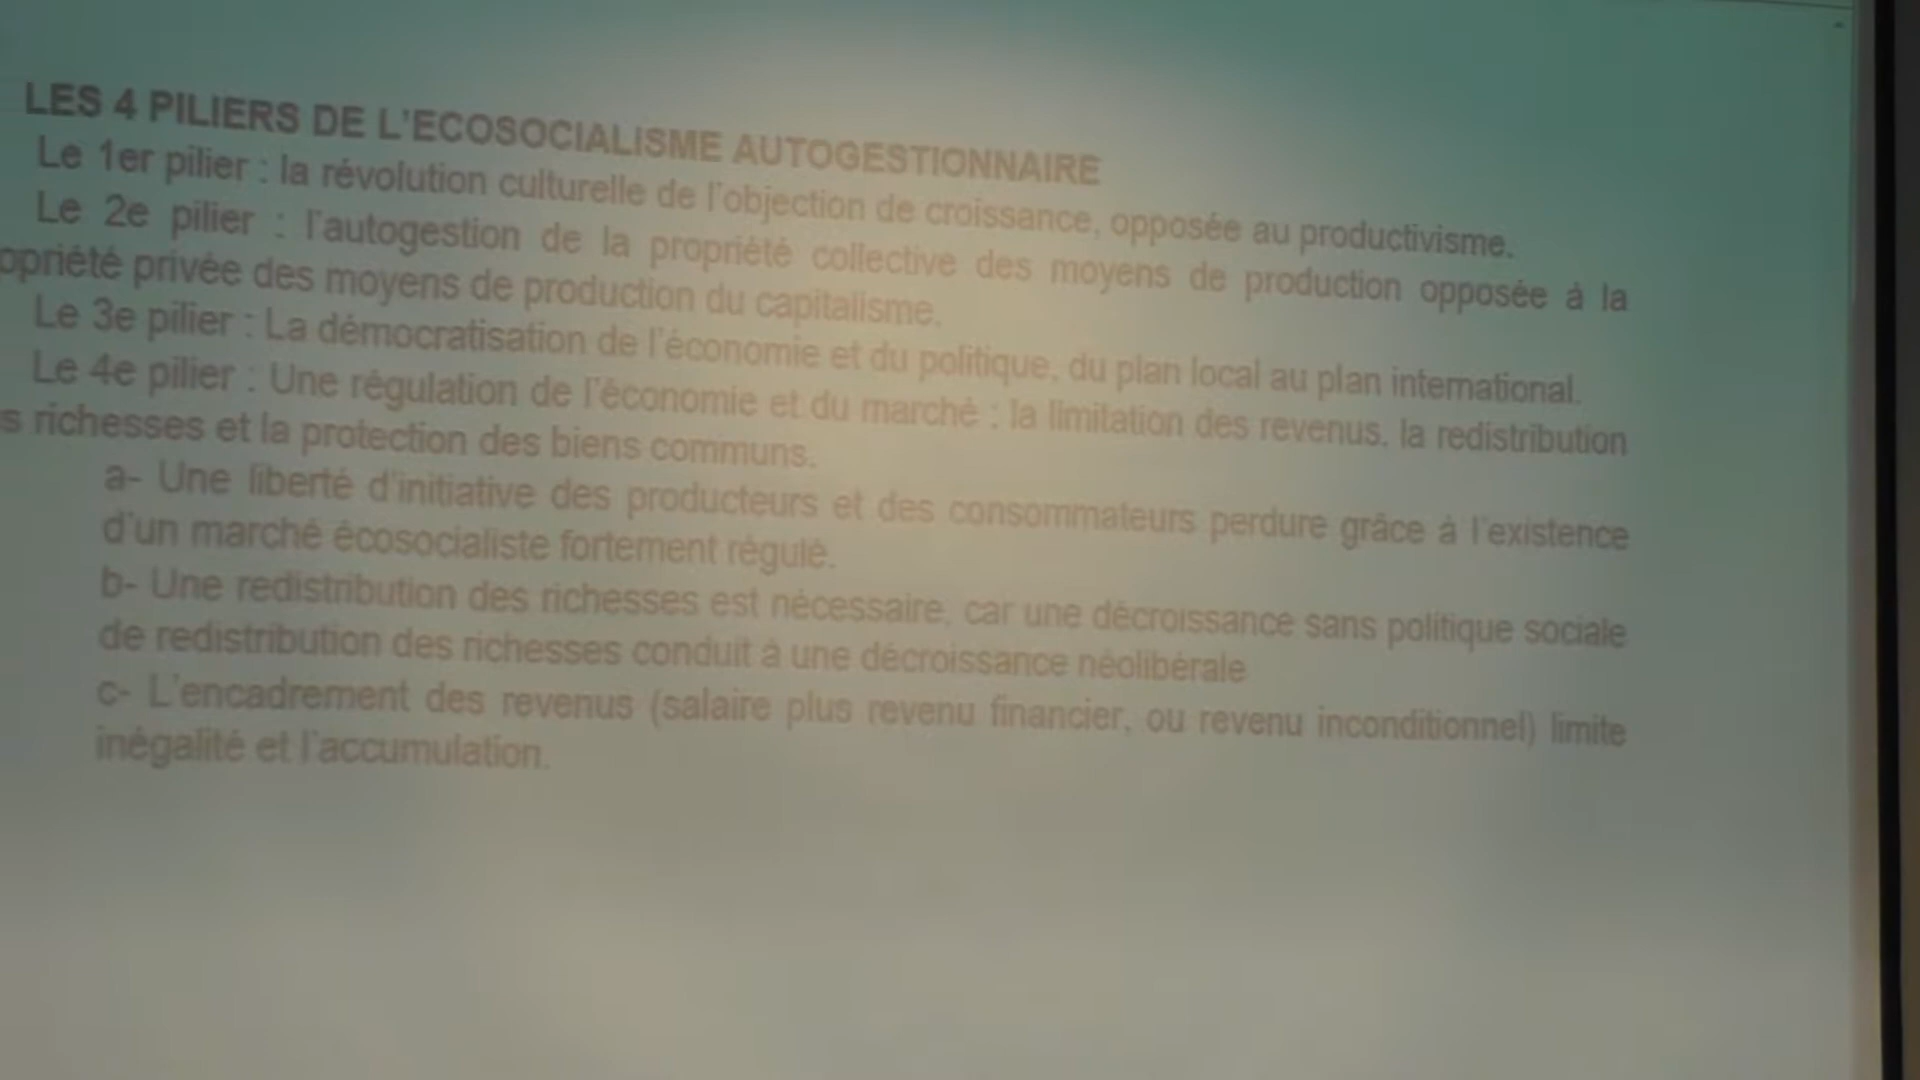 LES 4 PILIERS DE L'ECOSOCIALISME AUTOGESTIONNAIRE
Le 1er pilier : la révolution culturelle de l'objection de croissance, opposée au productivisme.
Le 2e pilier : l'autogestion de la propriété collective des moyens de production opposée à la
opriété privée des moyens de production du capitalisme.
Le 3e pilier : La démocratisation de l'économie et du politique, du plan local au plan international.
Le 4e pilier : Une régulation de l'économie et du marché : la limitation des revenus, la redistribution
s richesses et la protection des biens communs.
a- Une liberté d'initiative des producteurs et des consommateurs perdure grâce à l'existence
d'un marché écosocialiste fortement régulé.
b- Une redistribution des richesses est nécessaire, car une décroissance sans politique sociale
de redistribution des richesses conduit à une décroissance néolibérale
c- L'encadrement des revenus (salaire plus revenu financier, ou revenu inconditionnel) limite
inégalité et l'accumulation.